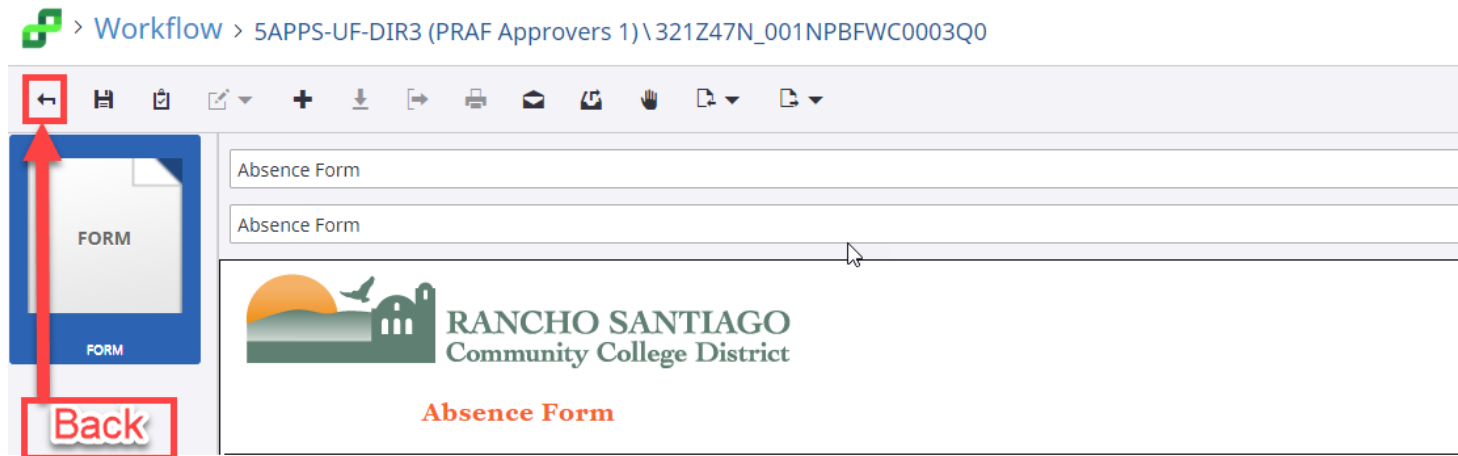 > Workflow > 5APPS-UF-DIR3 (PRAF Approvers 1)\321Z47N_001NPBFWC0003Q0
Absence Form
Absence Form
FORM
FORM
RANCHO SANTIAGO
Community College District
Absence Form
Back